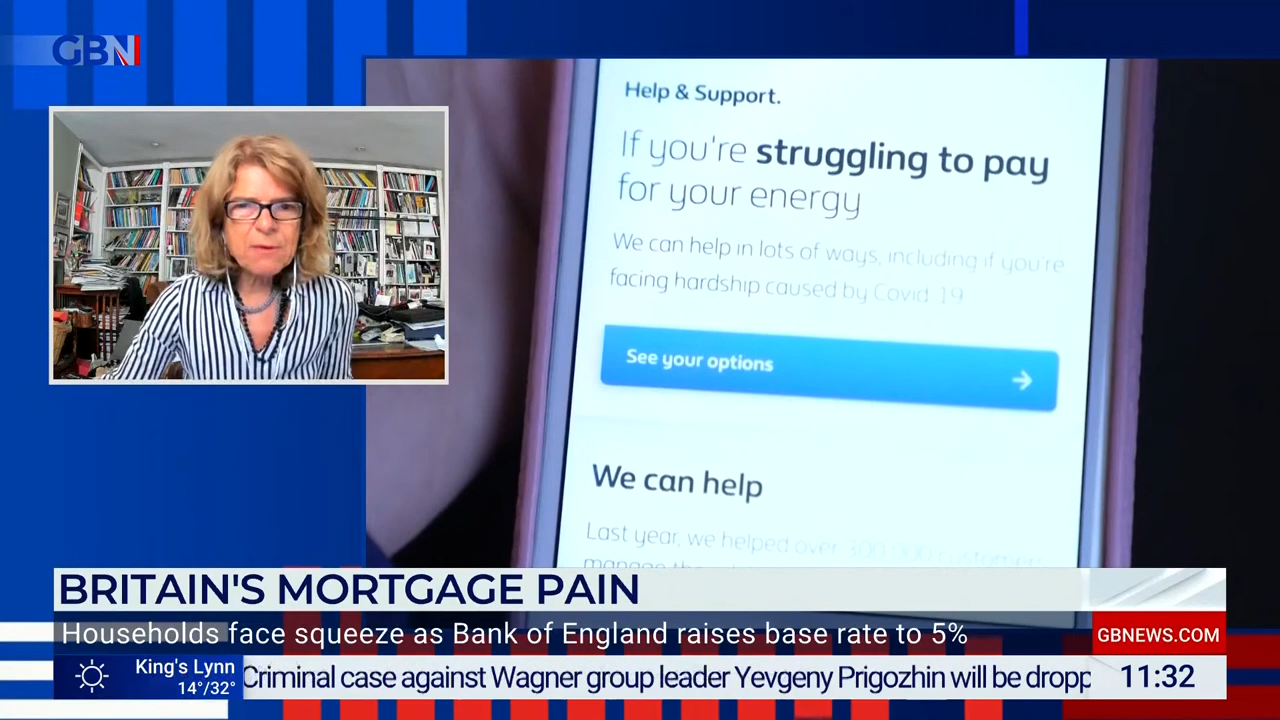 GBN
Help & Support.
If you're struggling to pay
for your energy
We can help in lots of ways, including if you're
facing hardship caused by Covid 19
See your options
We can help
Last year, we helped over 300,000 customers
BRITAIN'S MORTGAGE PAIN
Households face squeeze as Bank of England raises base rate to 5%
GBNEWS.COM
King's Lynn
14°/32°
Criminal case against Wagner group leader Yevgeny Prigozhin will be dropp
11:32